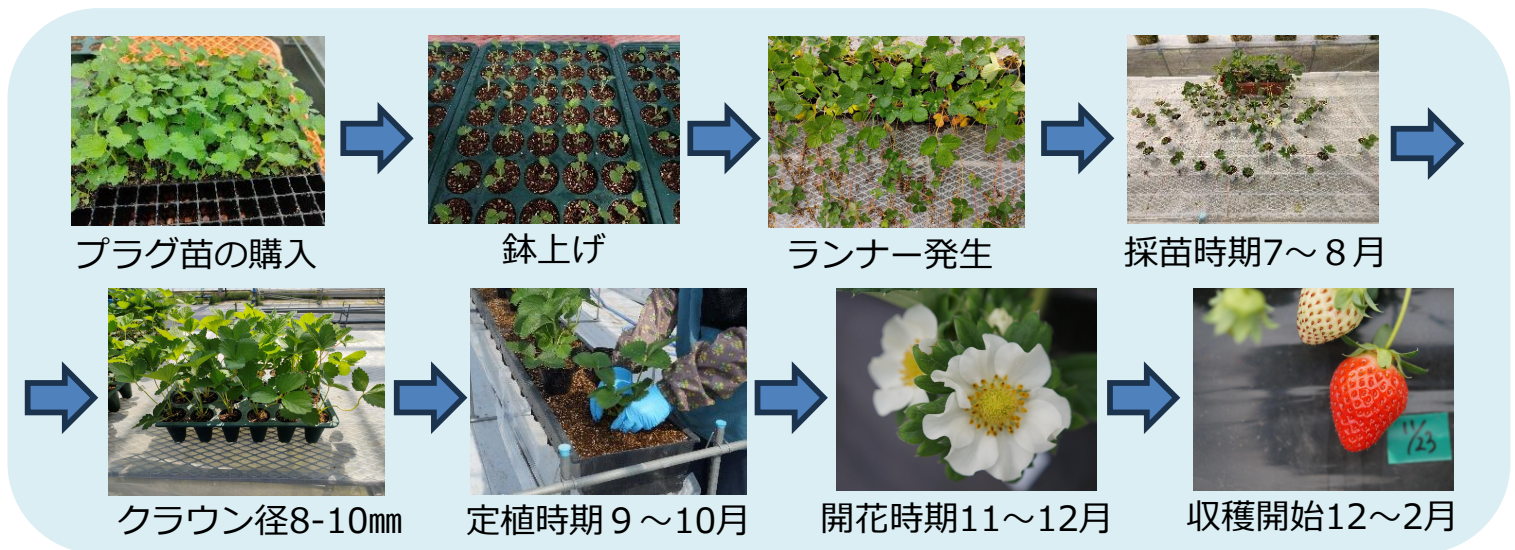 プラグ苗の購入
鉢上げ
ランナー発生
採苗時期7～８月
クラウン径8-10㎜
定植時期９～10月
開花時期11～12月
収穫開始12～2月
11/23